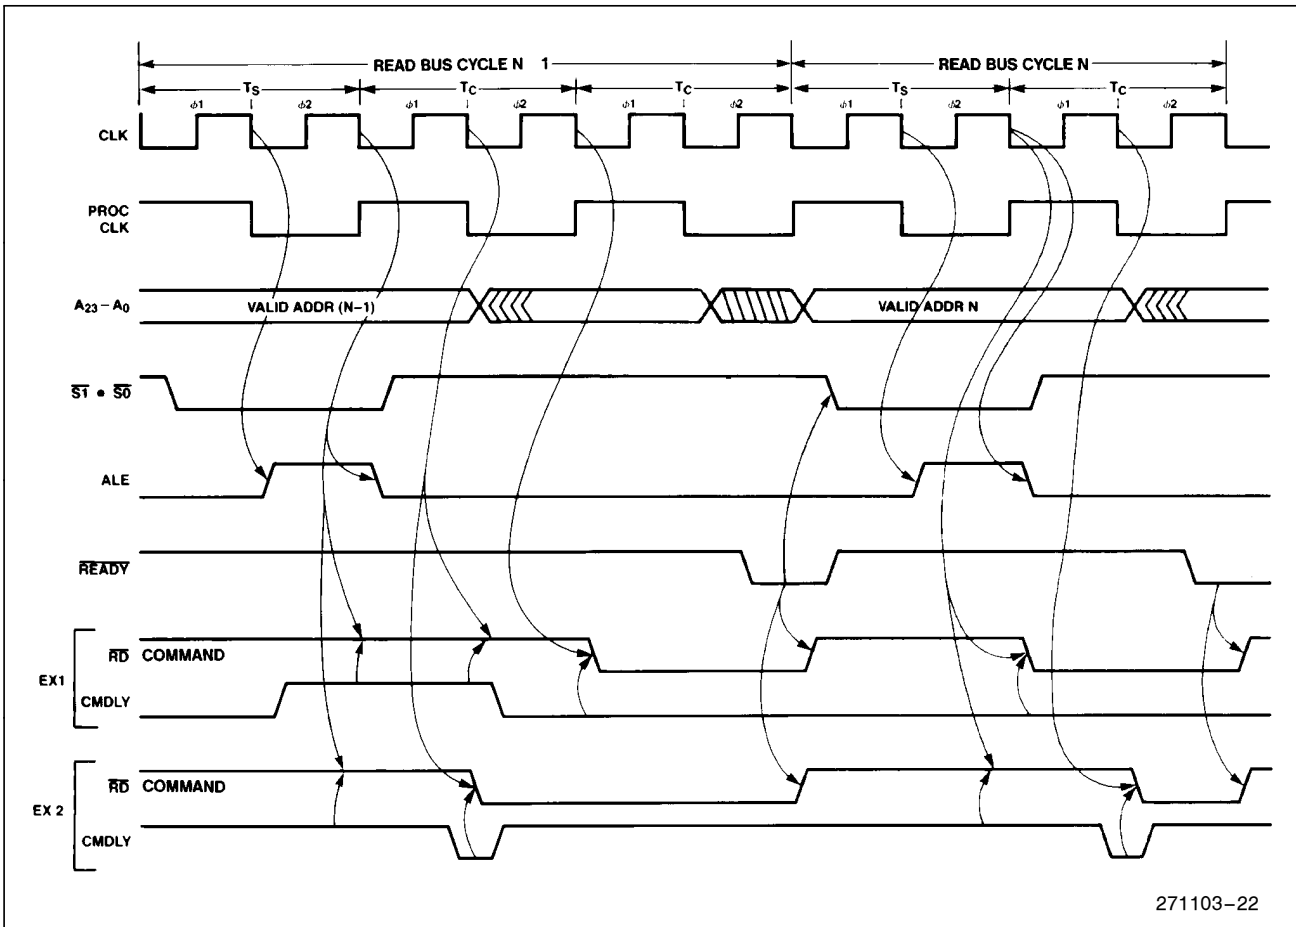 READ BUS CYCLE N 1 READ BUS CYCLE N
TS TC TC TS TC
ϕ1 ϕ2 ϕ1 ϕ2 ϕ1 ϕ2 ϕ1 ϕ2 ϕ1 ϕ2
CLK
PROC
CLK
A23–A0 VALID ADDR (N–1) VALID ADDR N
S1 • S0
ALE
READY
EX1
RD COMMAND
CMDLY
EX 2
RD COMMAND
CMDLY
271103–22